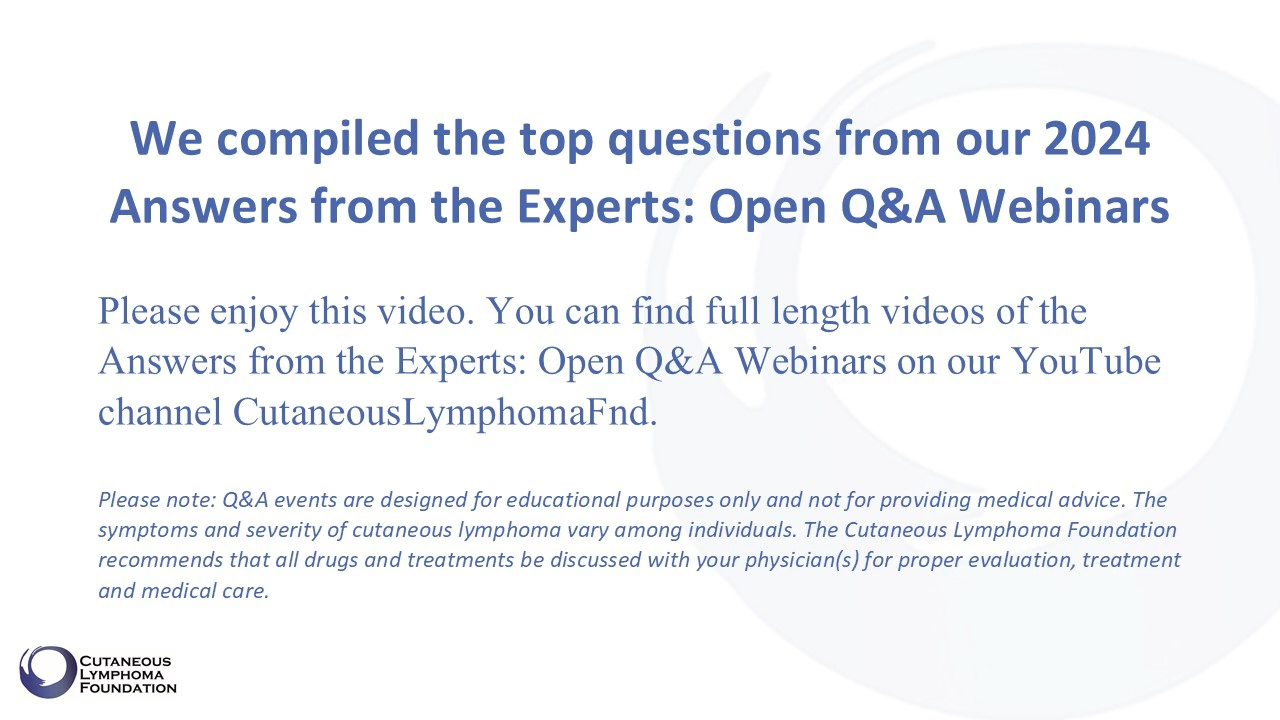 We compiled the top questions from our 2024
Answers from the Experts: Open Q&A Webinars
Please enjoy this video. You can find full length videos of the
Answers from the Experts: Open Q&A Webinars on our YouTube
channel CutaneousLymphomaFnd.
Please note: Q&A events are designed for educational purposes only and not for providing medical advice. The
symptoms and severity of cutaneous lymphoma vary among individuals. The Cutaneous Lymphoma Foundation
recommends that all drugs and treatments be discussed with your physician(s) for proper evaluation, treatment
and medical care.
CUTANEOUS
LYMPHOMA
FOUNDATION